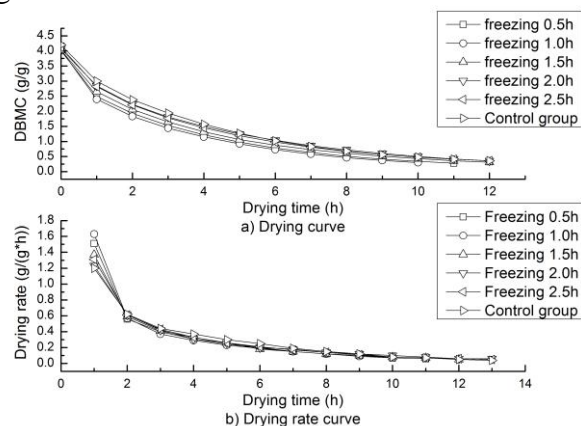 freezing 0.5h
freezing 1.0h
freezing 1.5h
freezing 2.0h
freezing 2.5h
Control group
DBMC (g/g)
4.5
4.0
3.5
3.0
2.5
2.0
1.5
1.0
0.5
0.0
0 2 4 6 8 10 12
Drying time (h)
a) Drying curve
Freezing 0.5h
Freezing 1.0h
Freezing 1.5h
Freezing 2.0h
Freezing 2.5h
Control group
Drying rate (g/(g*h))
1.8
1.6
1.4
1.2
1.0
0.8
0.6
0.4
0.2
0.0
0 2 4 6 8 10 12 14
Drying time (h)
b) Drying rate curve